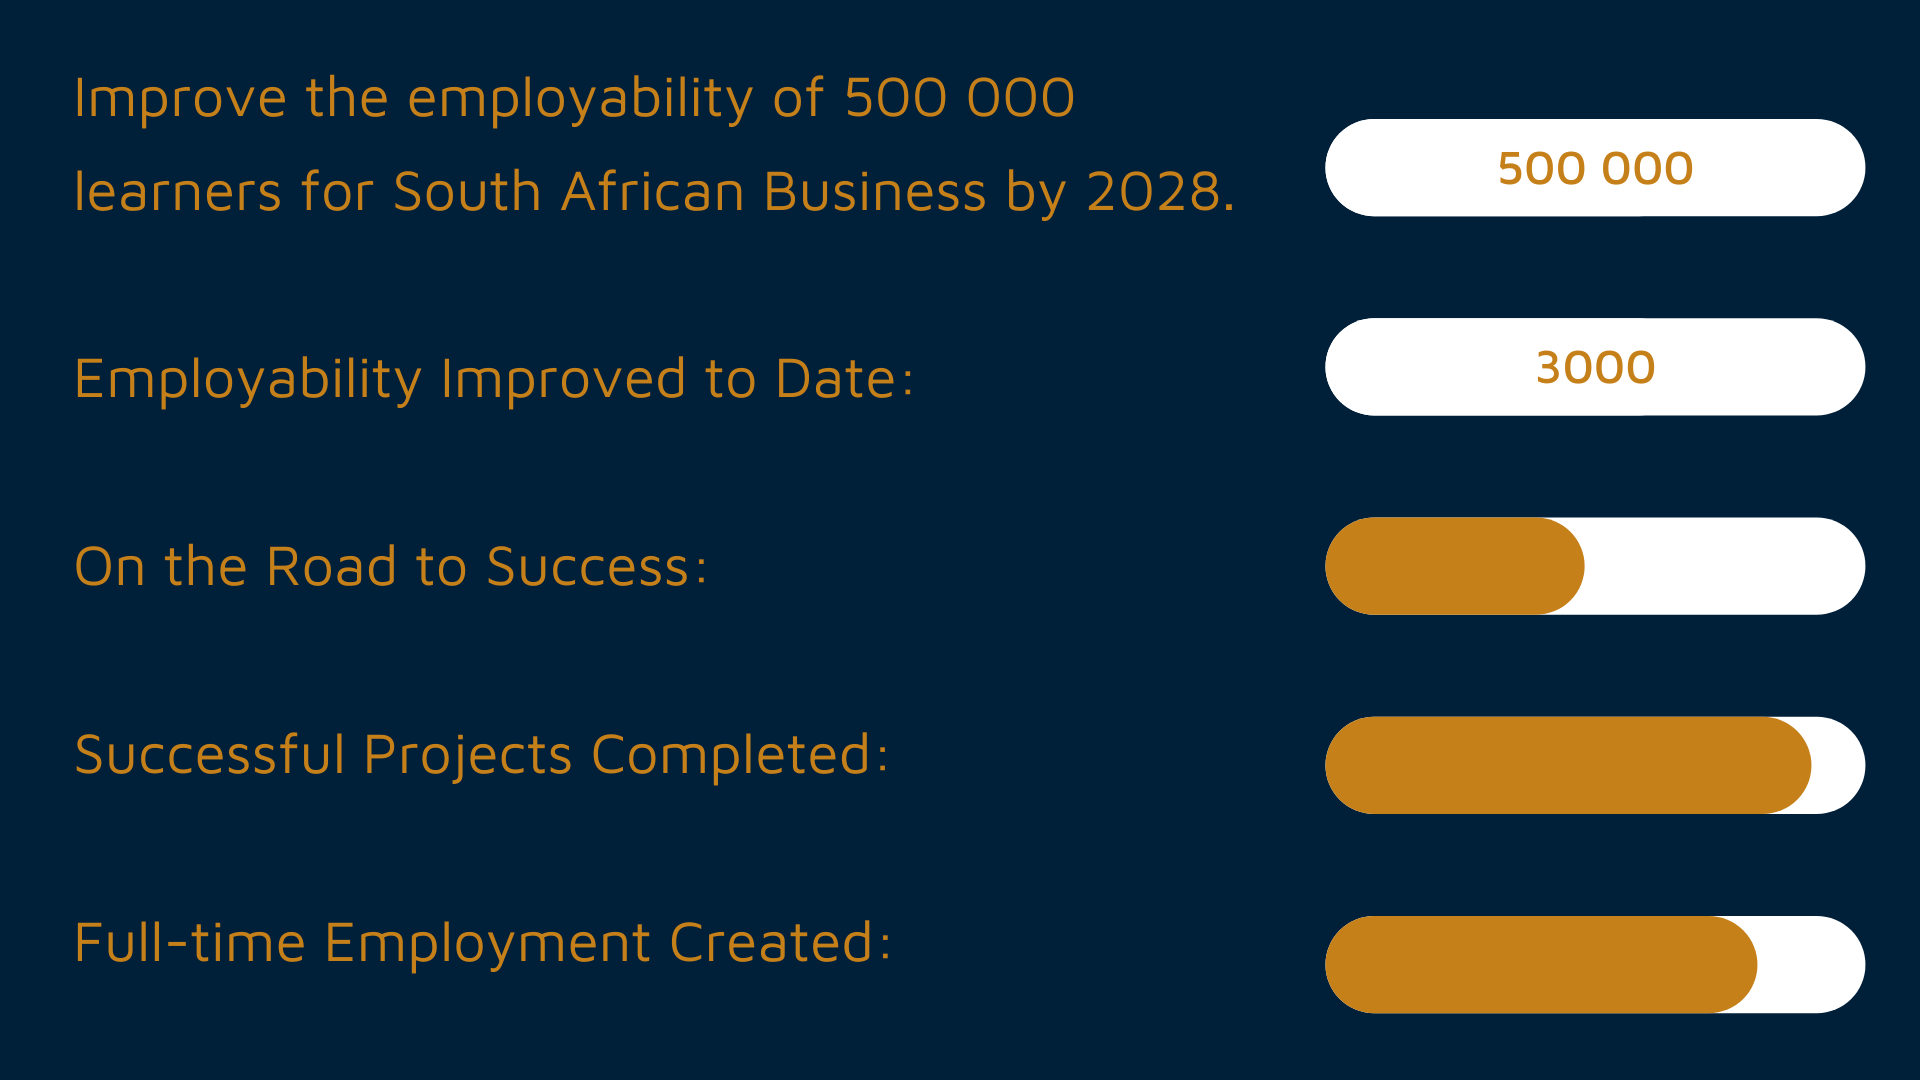 Improve the employability of 500 000
learners for South African Business by 2028.
500 000
Employability Improved to Date:
3000
On the Road to Success:
Successful Projects Completed:
Full-time Employment Created: